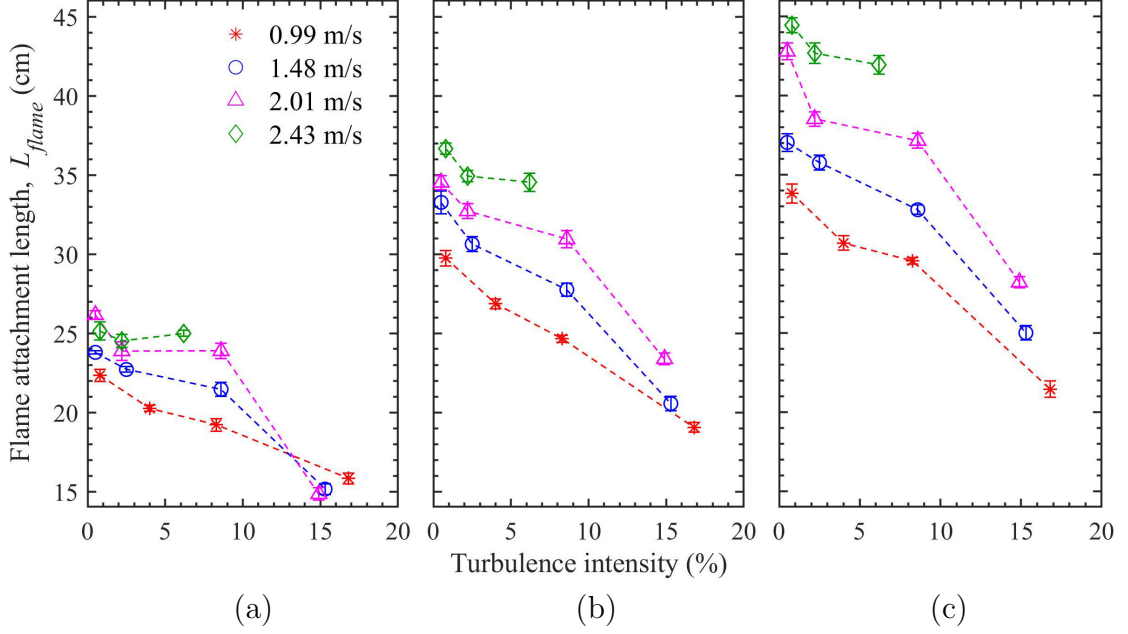 Flame attachment length, L_flame (cm)
45
40
35
30
25
20
15
0.99 m/s
1.48 m/s
2.01 m/s
2.43 m/s
0 5 10 15 20 0 5 10 15 20 0 5 10 15 20
Turbulence intensity (%)
(a) (b) (c)